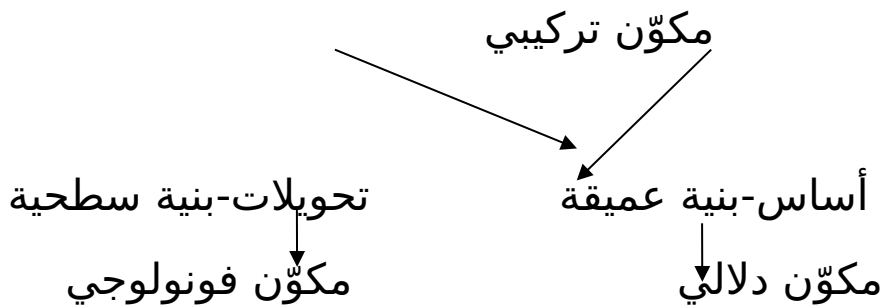 مكوّن تركيبي
أساس-بنية عميقة
تحويلات-بنية سطحية
مكوّن دلالي
مكوّن فونولوجي